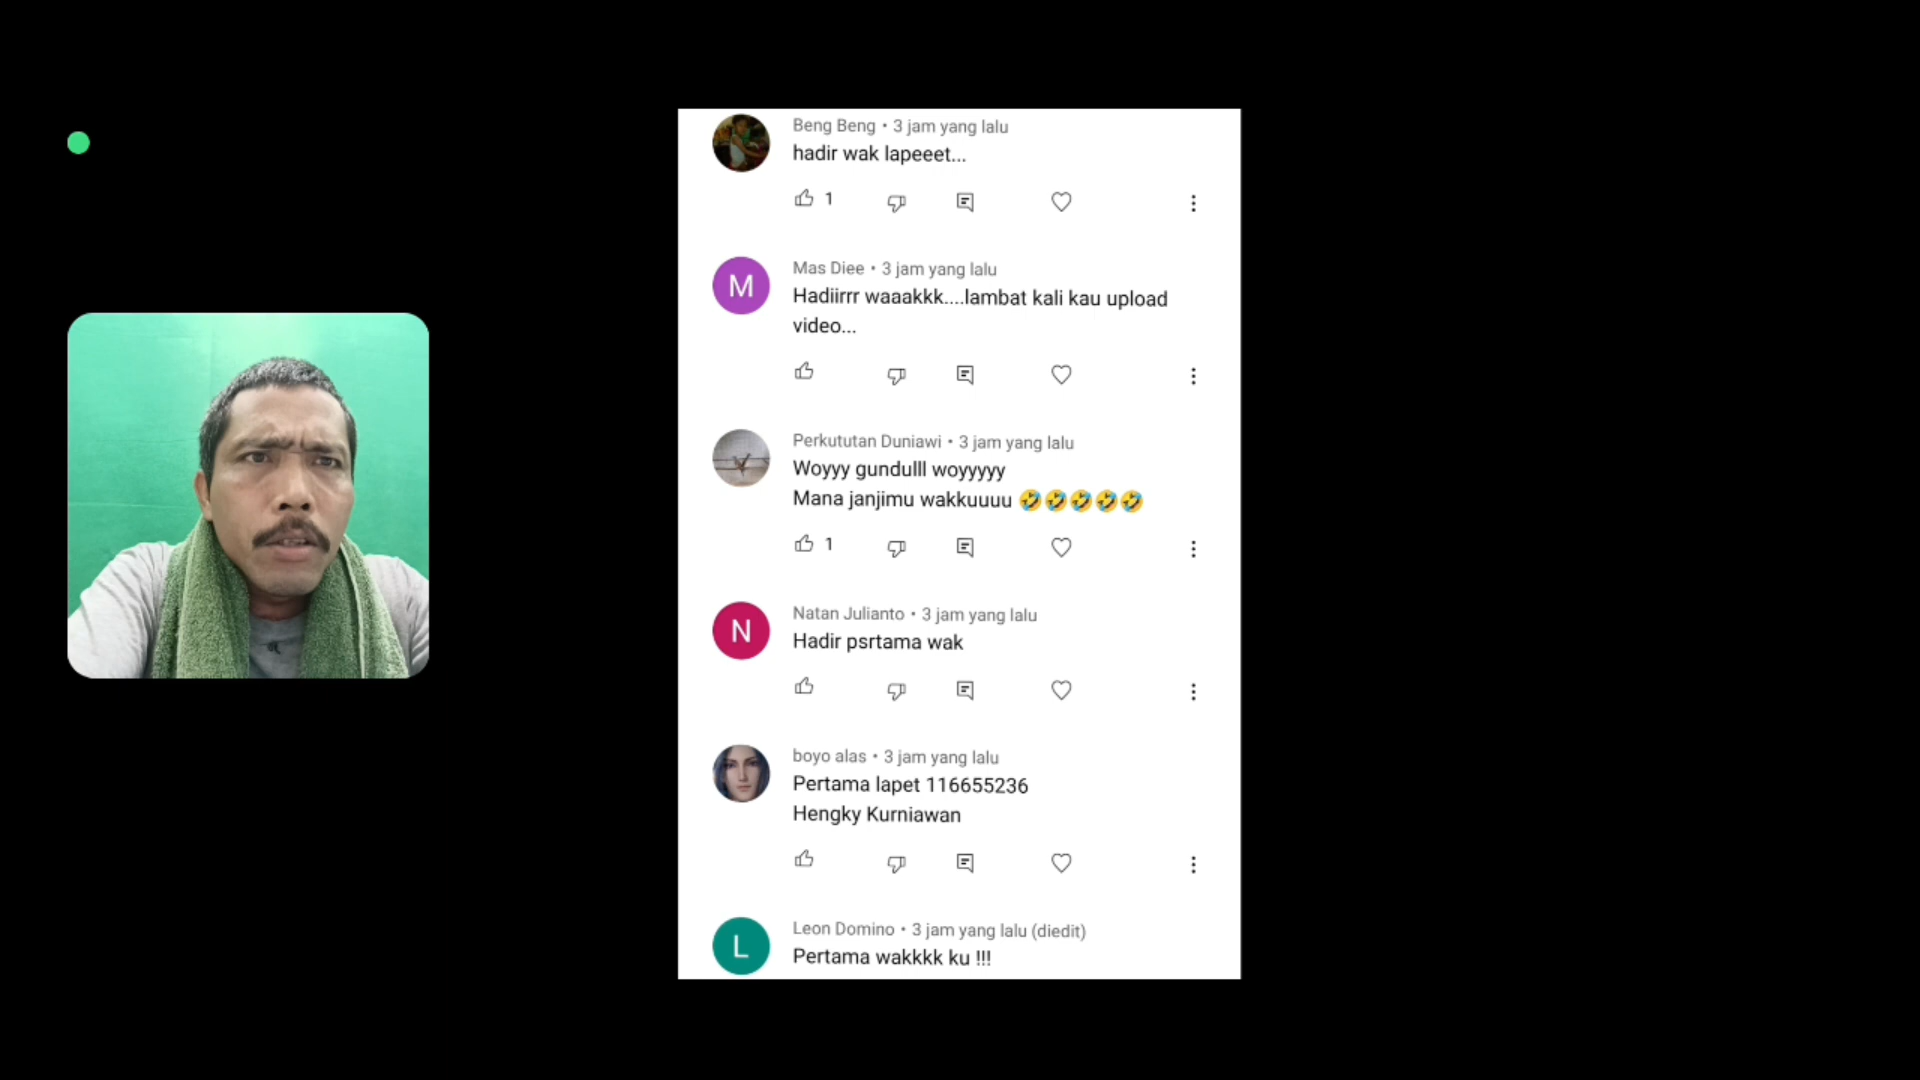 Beng Beng • 3 jam yang lalu
hadir wak lapeeet...
1
M
Mas Diee • 3 jam yang lalu
Hadiirrr waaakkk....lambat kali kau upload
video...
Perkututan Duniawi • 3 jam yang lalu
Woyyy gundulll woyyyyy
Mana janjimu wakkuuuu 🤣🤣🤣🤣🤣
1
N
Natan Julianto • 3 jam yang lalu
Hadir psrtama wak
boyo alas • 3 jam yang lalu
Pertama lapet 116655236
Hengky Kurniawan
L
Leon Domino • 3 jam yang lalu (diedit)
Pertama wakkkk ku !!!